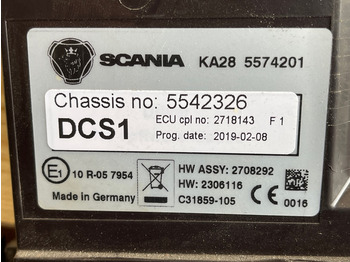 SCANIA KA28 5574201
Chassis no: 5542326
DCS1
ECU cpl no: 2718143 F 1
Prog. date: 2019-02-08
E1 10 R-05 7954
Made in Germany
HW ASSY: 2708292
HW: 2306116
C31859-105
CE 0016